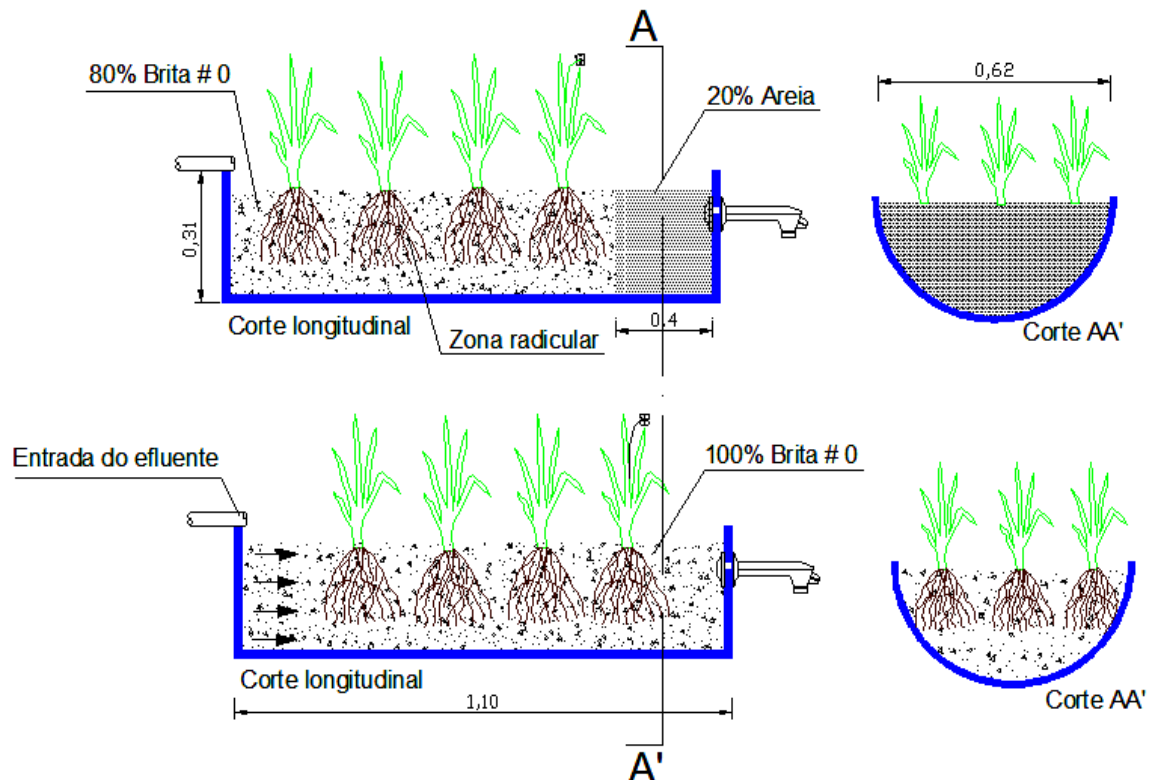 A
80% Brita # 0
20% Areia
0,62
0,31
Corte longitudinal
Zona radicular
0,4
Corte AA'
Entrada do efluente
100% Brita # 0
Corte longitudinal
1,10
Corte AA'
A'